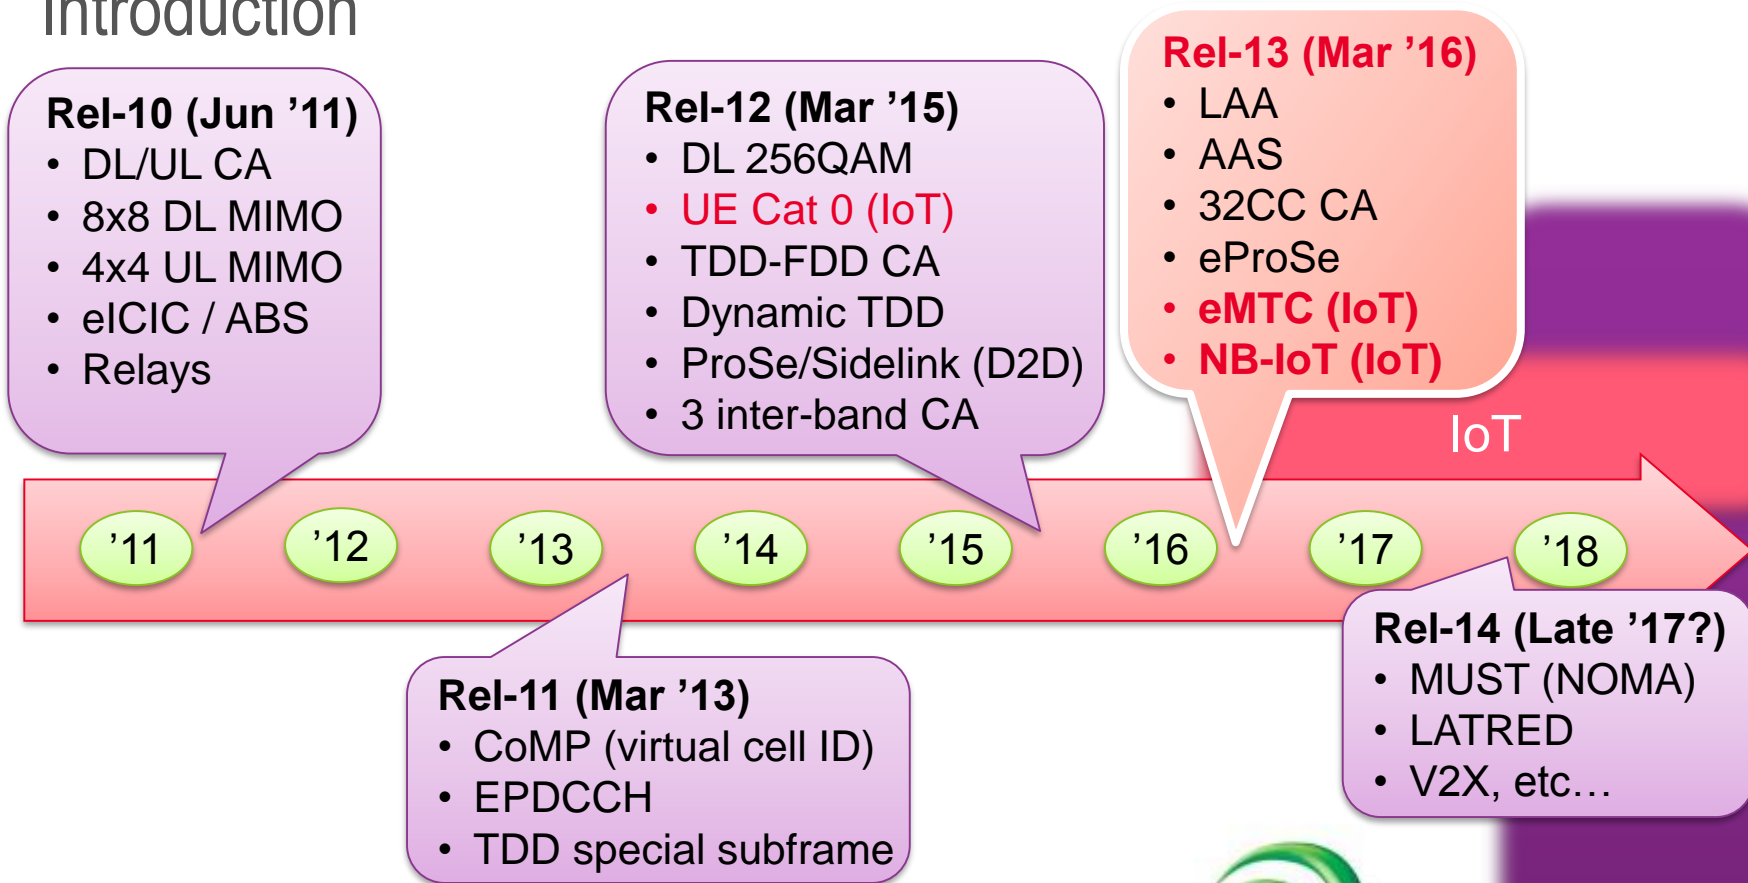 Introduction
Rel-10 (Jun ’11)
• DL/UL CA
• 8x8 DL MIMO
• 4x4 UL MIMO
• eICIC / ABS
• Relays
Rel-12 (Mar ’15)
• DL 256QAM
• UE Cat 0 (IoT)
• TDD-FDD CA
• Dynamic TDD
• ProSe/Sidelink (D2D)
• 3 inter-band CA
Rel-13 (Mar ’16)
• LAA
• AAS
• 32CC CA
• eProSe
• eMTC (IoT)
• NB-IoT (IoT)
IoT
’11
’12
’13
’14
’15
’16
’17
’18
Rel-11 (Mar ’13)
• CoMP (virtual cell ID)
• EPDCCH
• TDD special subframe
Rel-14 (Late ’17?)
• MUST (NOMA)
• LATRED
• V2X, etc…